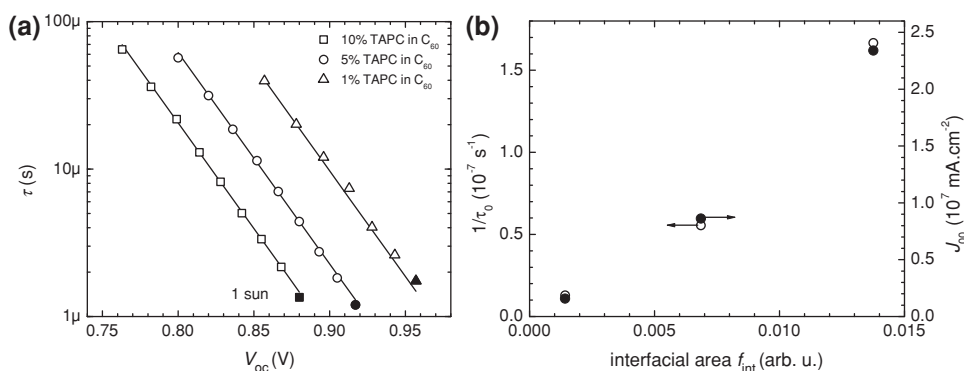 (a)
10% TAPC in C60
5% TAPC in C60
1% TAPC in C60
100μ
10μ
1μ
τ (s)
1 sun
0.75 0.80 0.85 0.90 0.95
Voc (V)
(b)
1.5
1.0
0.5
0.0
1/τ0 (10-7 s-1)
2.5
2.0
1.5
1.0
0.5
0.0
J00 (107 mA.cm-2)
0.000 0.005 0.010 0.015
interfacial area fint (arb. u.)